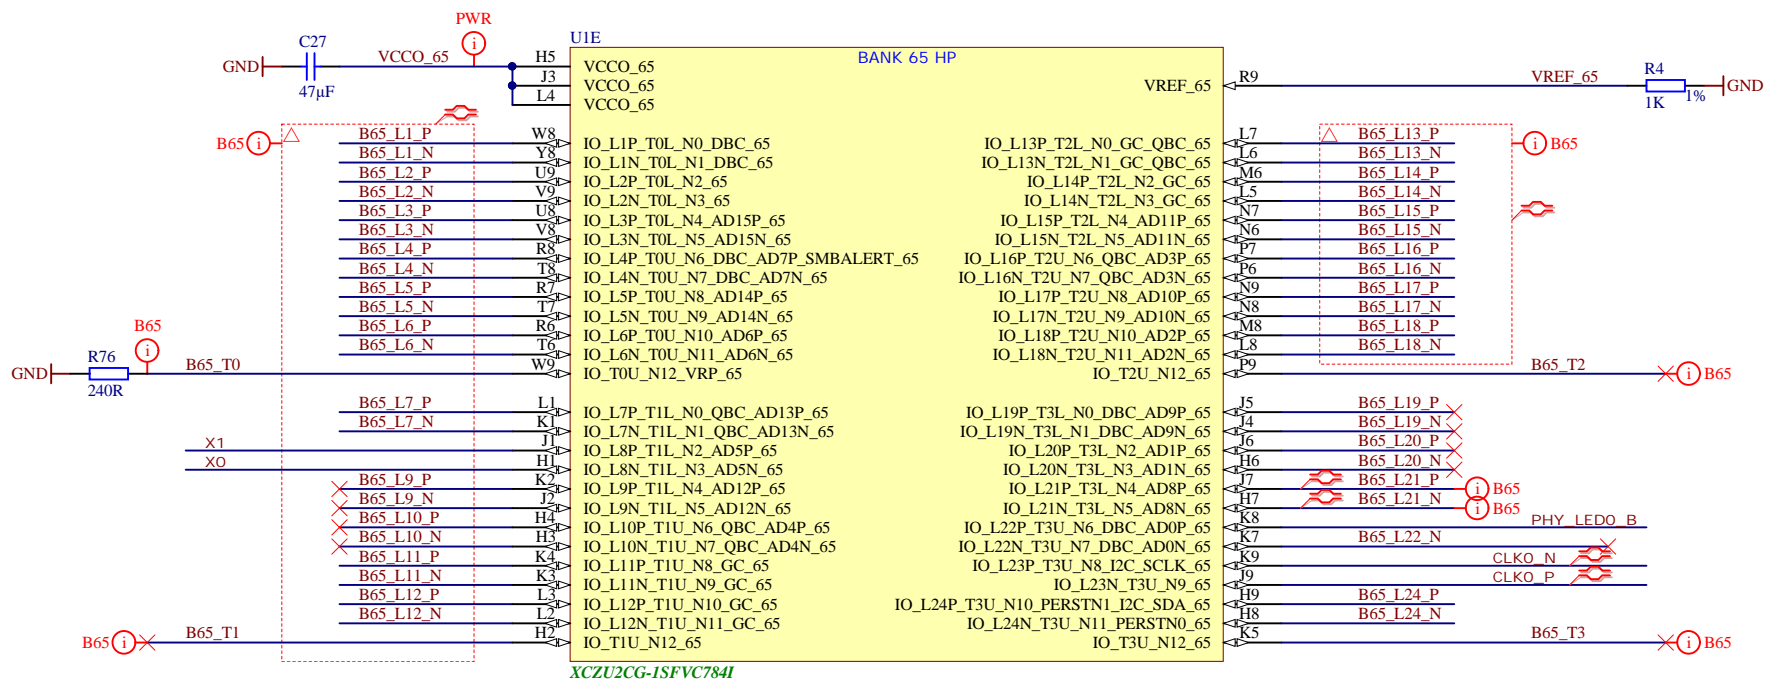 PWR
U1E
C27
GND
VCCO_65
47µF
BANK 65 HP
H5 VCCO_65
J3 VCCO_65
L4 VCCO_65
VREF_65 R9 VREF_65 R4 GND
1K 1%
B65
B65_L1_P W8 IO_L1P_T0L_N0_DBC_65
B65_L1_N Y8 IO_L1N_T0L_N1_DBC_65
B65_L2_P U9 IO_L2P_T0L_N2_65
B65_L2_N V9 IO_L2N_T0L_N3_65
B65_L3_P U8 IO_L3P_T0L_N4_AD15P_65
B65_L3_N V8 IO_L3N_T0L_N5_AD15N_65
B65_L4_P R8 IO_L4P_T0U_N6_DBC_AD7P_SMBALERT_65
B65_L4_N T8 IO_L4N_T0U_N7_DBC_AD7N_65
B65_L5_P R7 IO_L5P_T0U_N8_AD14P_65
B65_L5_N T7 IO_L5N_T0U_N9_AD14N_65
B65_L6_P R6 IO_L6P_T0U_N10_AD6P_65
B65_L6_N T6 IO_L6N_T0U_N11_AD6N_65
B65
R76
GND B65_T0 W9 IO_T0U_N12_VRP_65
240R
B65_L7_P L1 IO_L7P_T1L_N0_QBC_AD13P_65
B65_L7_N K1 IO_L7N_T1L_N1_QBC_AD13N_65
X1 J1 IO_L8P_T1L_N2_AD5P_65
X0 H1 IO_L8N_T1L_N3_AD5N_65
B65_L9_P K2 IO_L9P_T1L_N4_AD12P_65
B65_L9_N J2 IO_L9N_T1L_N5_AD12N_65
B65_L10_P H4 IO_L10P_T1U_N6_QBC_AD4P_65
B65_L10_N H3 IO_L10N_T1U_N7_QBC_AD4N_65
B65_L11_P K4 IO_L11P_T1U_N8_GC_65
B65_L11_N K3 IO_L11N_T1U_N9_GC_65
B65_L12_P L3 IO_L12P_T1U_N10_GC_65
B65_L12_N L2 IO_L12N_T1U_N11_GC_65
B65 B65_T1 H2 IO_T1U_N12_65
IO_L13P_T2L_N0_GC_QBC_65 L7 B65_L13_P B65
IO_L13N_T2L_N1_GC_QBC_65 L6 B65_L13_N
IO_L14P_T2L_N2_GC_65 M6 B65_L14_P
IO_L14N_T2L_N3_GC_65 L5 B65_L14_N
IO_L15P_T2L_N4_AD11P_65 N7 B65_L15_P
IO_L15N_T2L_N5_AD11N_65 N6 B65_L15_N
IO_L16P_T2U_N6_QBC_AD3P_65 P7 B65_L16_P
IO_L16N_T2U_N7_QBC_AD3N_65 P6 B65_L16_N
IO_L17P_T2U_N8_AD10P_65 N9 B65_L17_P
IO_L17N_T2U_N9_AD10N_65 N8 B65_L17_N
IO_L18P_T2U_N10_AD2P_65 M8 B65_L18_P
IO_L18N_T2U_N11_AD2N_65 L8 B65_L18_N
IO_T2U_N12_65 P9 B65_T2 B65
IO_L19P_T3L_N0_DBC_AD9P_65 J5 B65_L19_P
IO_L19N_T3L_N1_DBC_AD9N_65 J4 B65_L19_N
IO_L20P_T3L_N2_AD1P_65 J6 B65_L20_P
IO_L20N_T3L_N3_AD1N_65 H6 B65_L20_N
IO_L21P_T3L_N4_AD8P_65 J7 B65_L21_P B65
IO_L21N_T3L_N5_AD8N_65 H7 B65_L21_N B65
IO_L22P_T3U_N6_DBC_AD0P_65 K8 PHY_LED0_B
IO_L22N_T3U_N7_DBC_AD0N_65 K7 B65_L22_N
IO_L23P_T3U_N8_I2C_SCLK_65 K9 CLK0_N
IO_L23N_T3U_N9_65 J9 CLK0_P
IO_L24P_T3U_N10_PERSTN1_I2C_SDA_65 H9 B65_L24_P
IO_L24N_T3U_N11_PERSTN0_65 H8 B65_L24_N
IO_T3U_N12_65 K5 B65_T3 B65
XCZU2CG-1SFVC784I